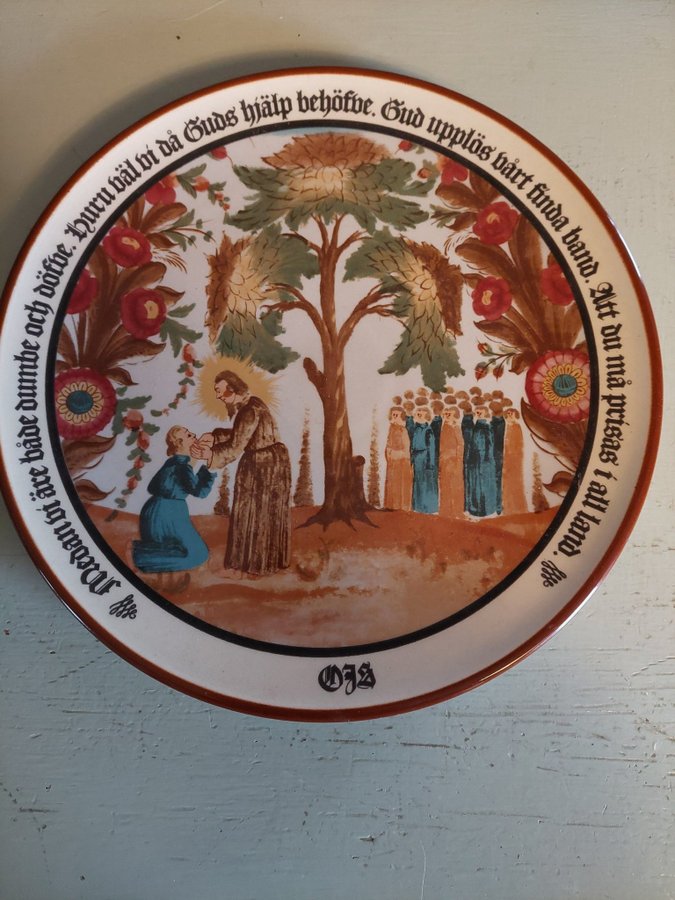 Medan vi äre både dumbe och döfve. Huru väl vi då Guds hjälp behöfve. Gud upplös vårt tinda band. Att du må prisas i all land.
OJS